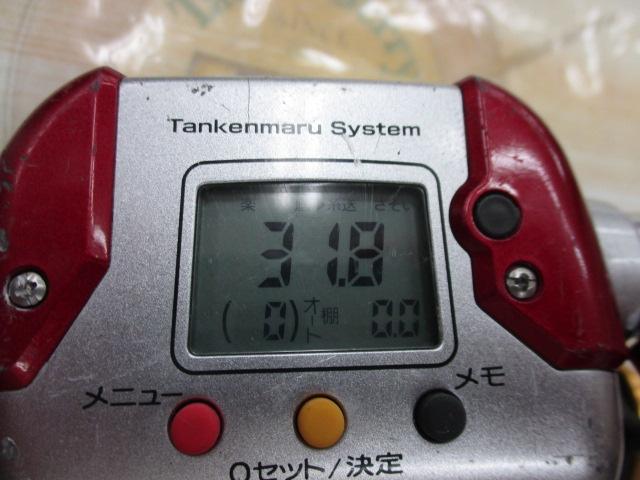 Tankenmaru System
31.8
(0) オート 棚 0.0
メニュー メモ
0セット/決定